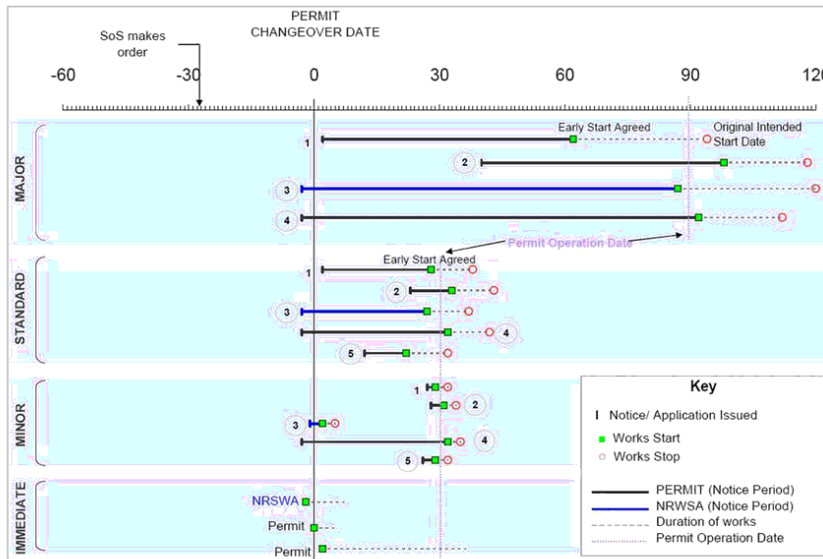 PERMIT
CHANGEOVER DATE
SoS makes
order
-60 -30 0 30 60 90 120
MAJOR
1 Early Start Agreed Original Intended
Start Date
2
3
4
Permit Operation Date
STANDARD
Early Start Agreed
1
2
3
4
5
MINOR
1
2
3
4
5
IMMEDIATE
NRSWA
Permit
Permit
Key
Notice/ Application Issued
Works Start
Works Stop
PERMIT (Notice Period)
NRWSA (Notice Period)
Duration of works
Permit Operation Date